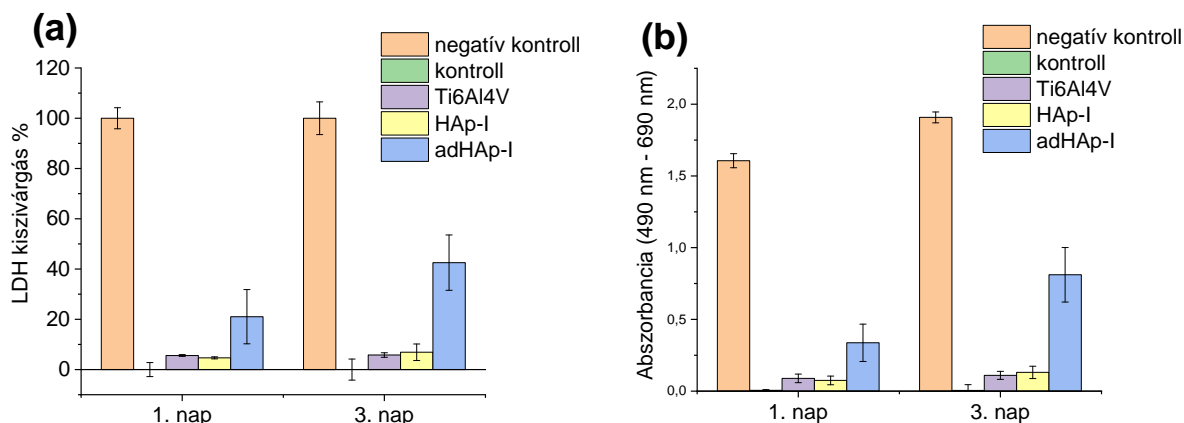 (a)
negatív kontroll
kontroll
Ti6Al4V
HAp-I
adHAp-I
LDH kiszivárgás %
120
100
80
60
40
20
0
1. nap
3. nap
(b)
negatív kontroll
kontroll
Ti6Al4V
HAp-I
adHAp-I
Abszorbancia (490 nm - 690 nm)
2,0
1,5
1,0
0,5
0,0
1. nap
3. nap